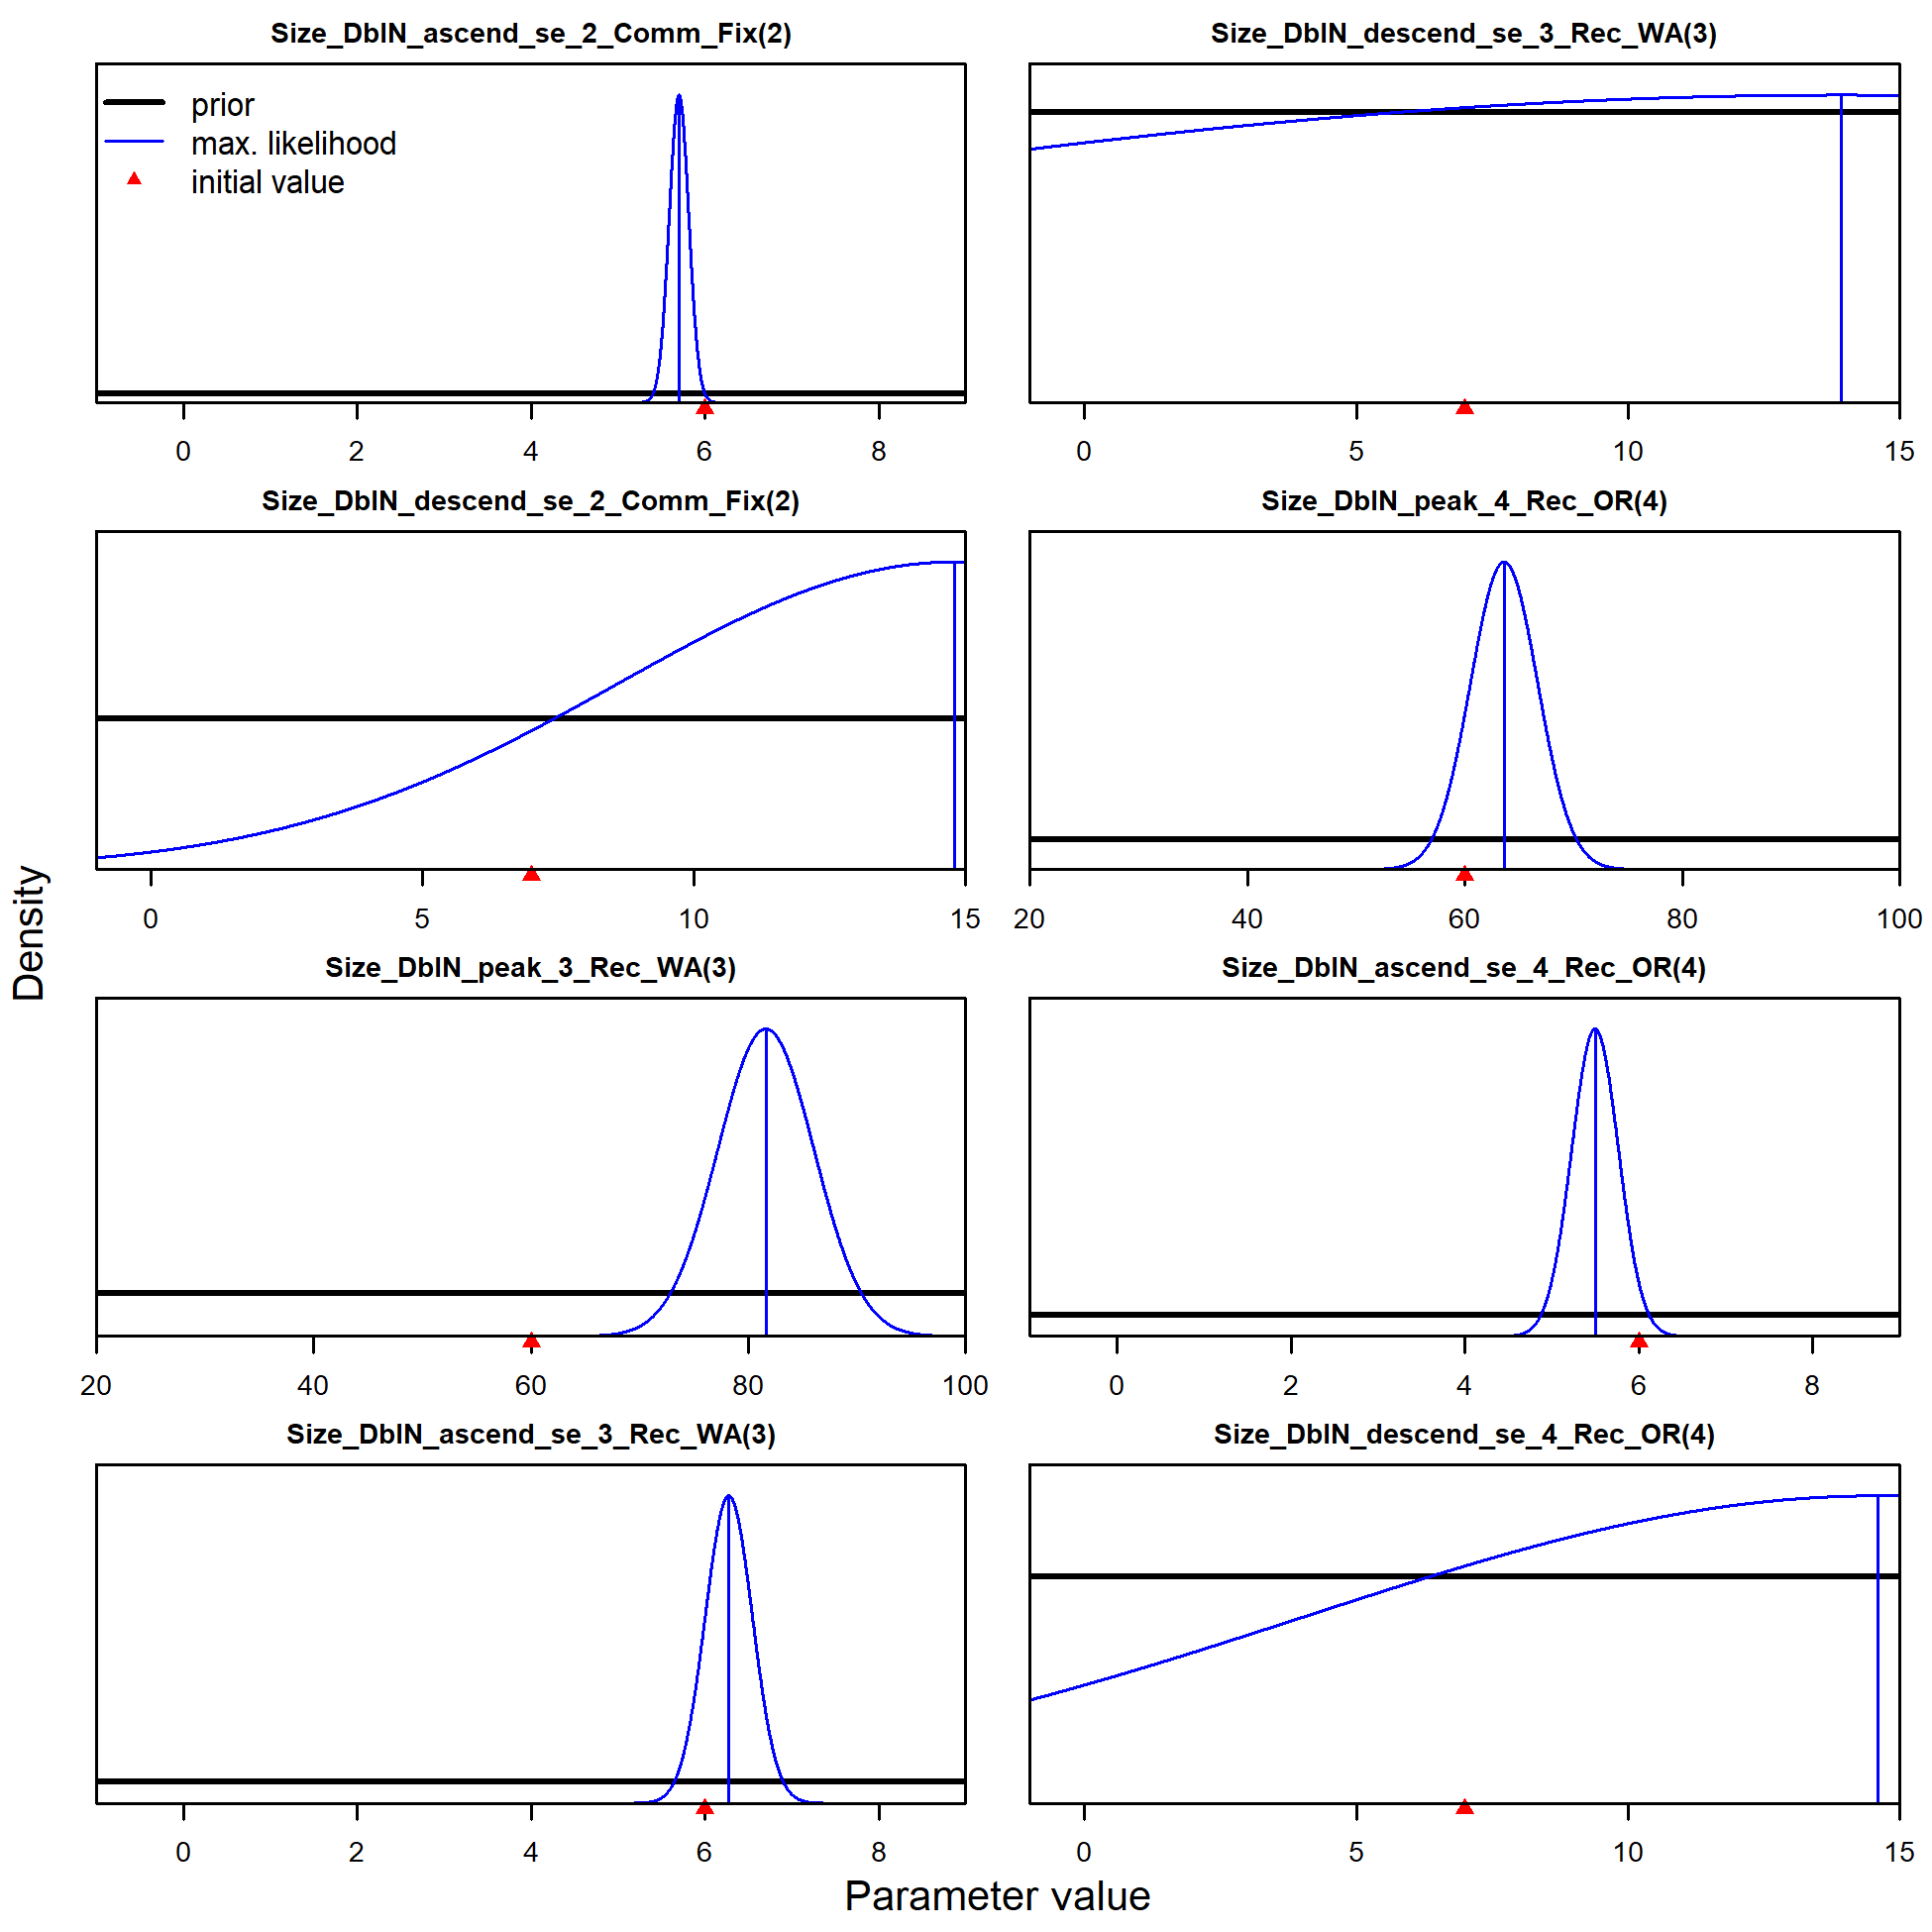 Size_DblN_ascend_se_2_Comm_Fix(2)
prior
max. likelihood
initial value
0 2 4 6 8
Size_DblN_descend_se_3_Rec_WA(3)
0 5 10 15
Size_DblN_descend_se_2_Comm_Fix(2)
0 5 10 15
Size_DblN_peak_4_Rec_OR(4)
20 40 60 80 100
Size_DblN_peak_3_Rec_WA(3)
20 40 60 80 100
Size_DblN_ascend_se_4_Rec_OR(4)
0 2 4 6 8
Size_DblN_ascend_se_3_Rec_WA(3)
0 2 4 6 8
Size_DblN_descend_se_4_Rec_OR(4)
0 5 10 15
Density
Parameter value